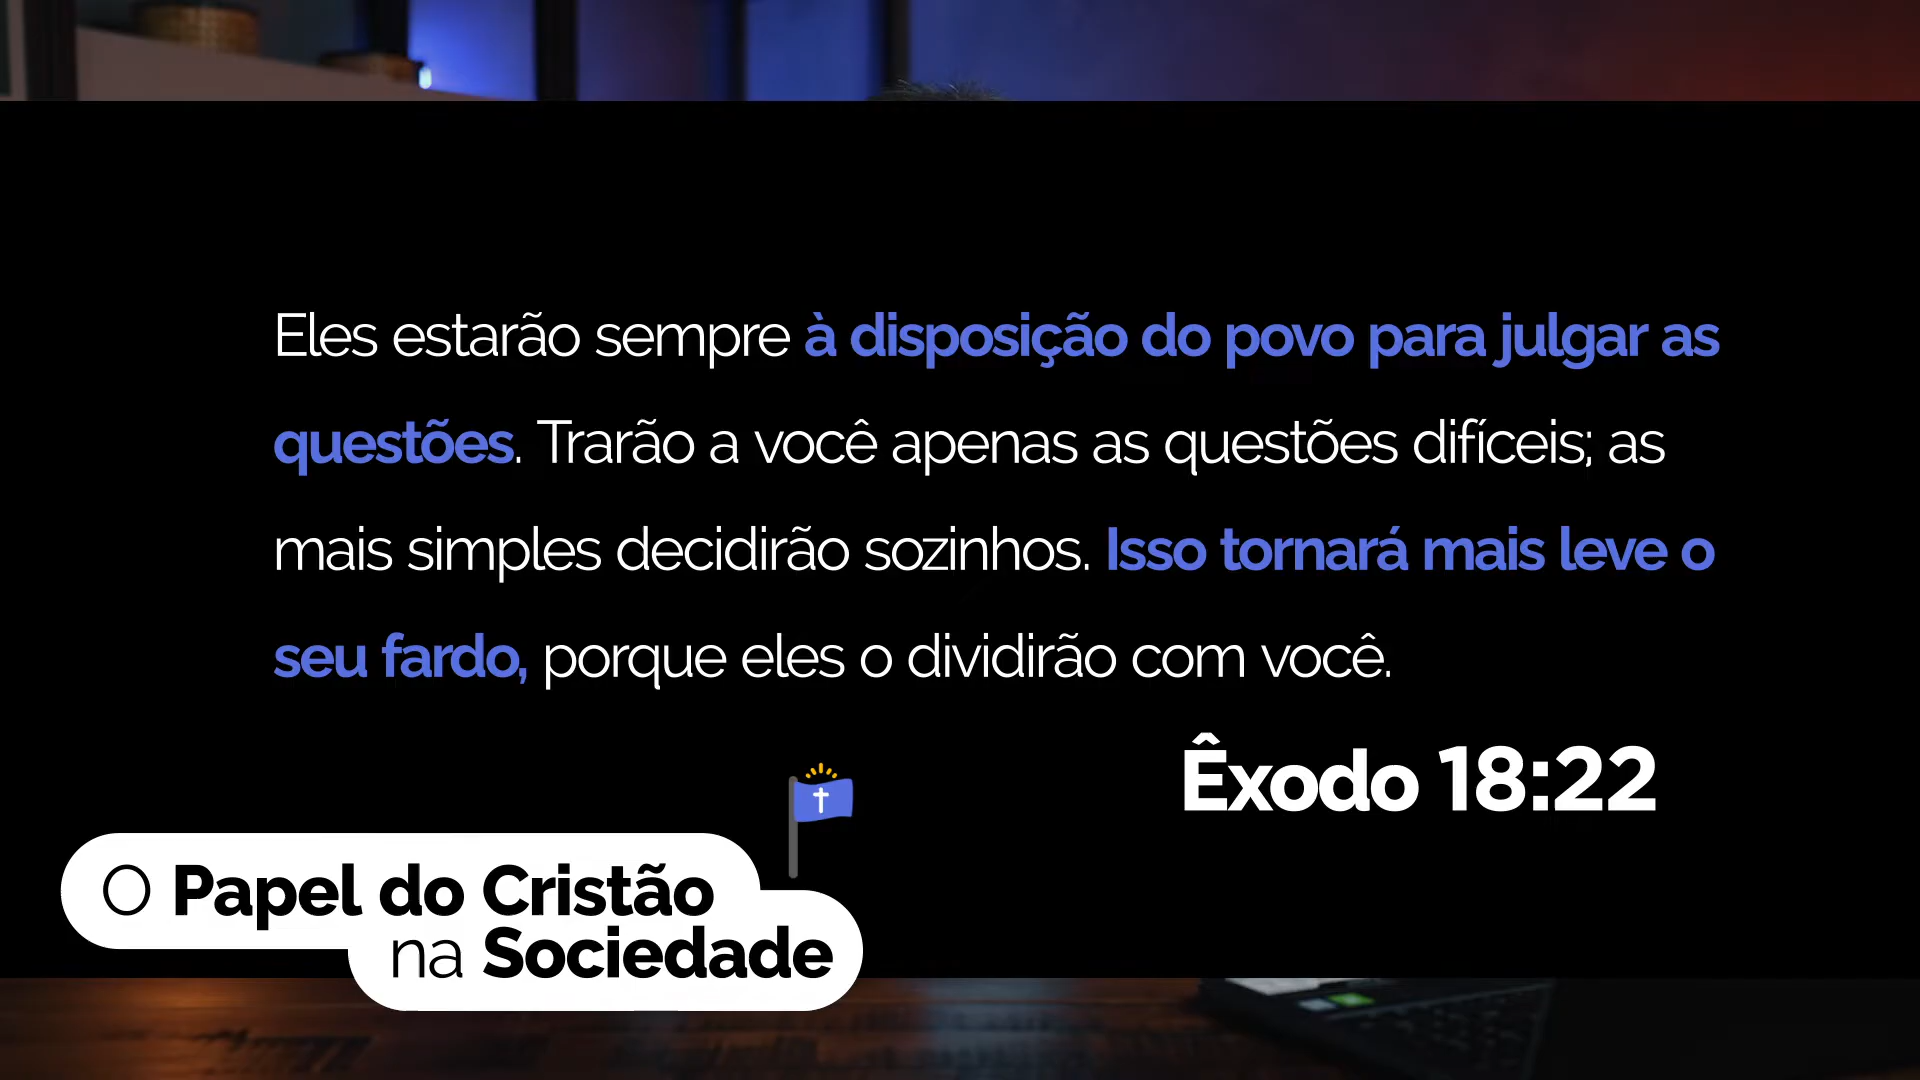 Eles estarão sempre à disposição do povo para julgar as
questões. Trarão a você apenas as questões difíceis; as
mais simples decidirão sozinhos. Isso tornará mais leve o
seu fardo, porque eles o dividirão com você.
Êxodo 18:22
O Papel do Cristão
na Sociedade